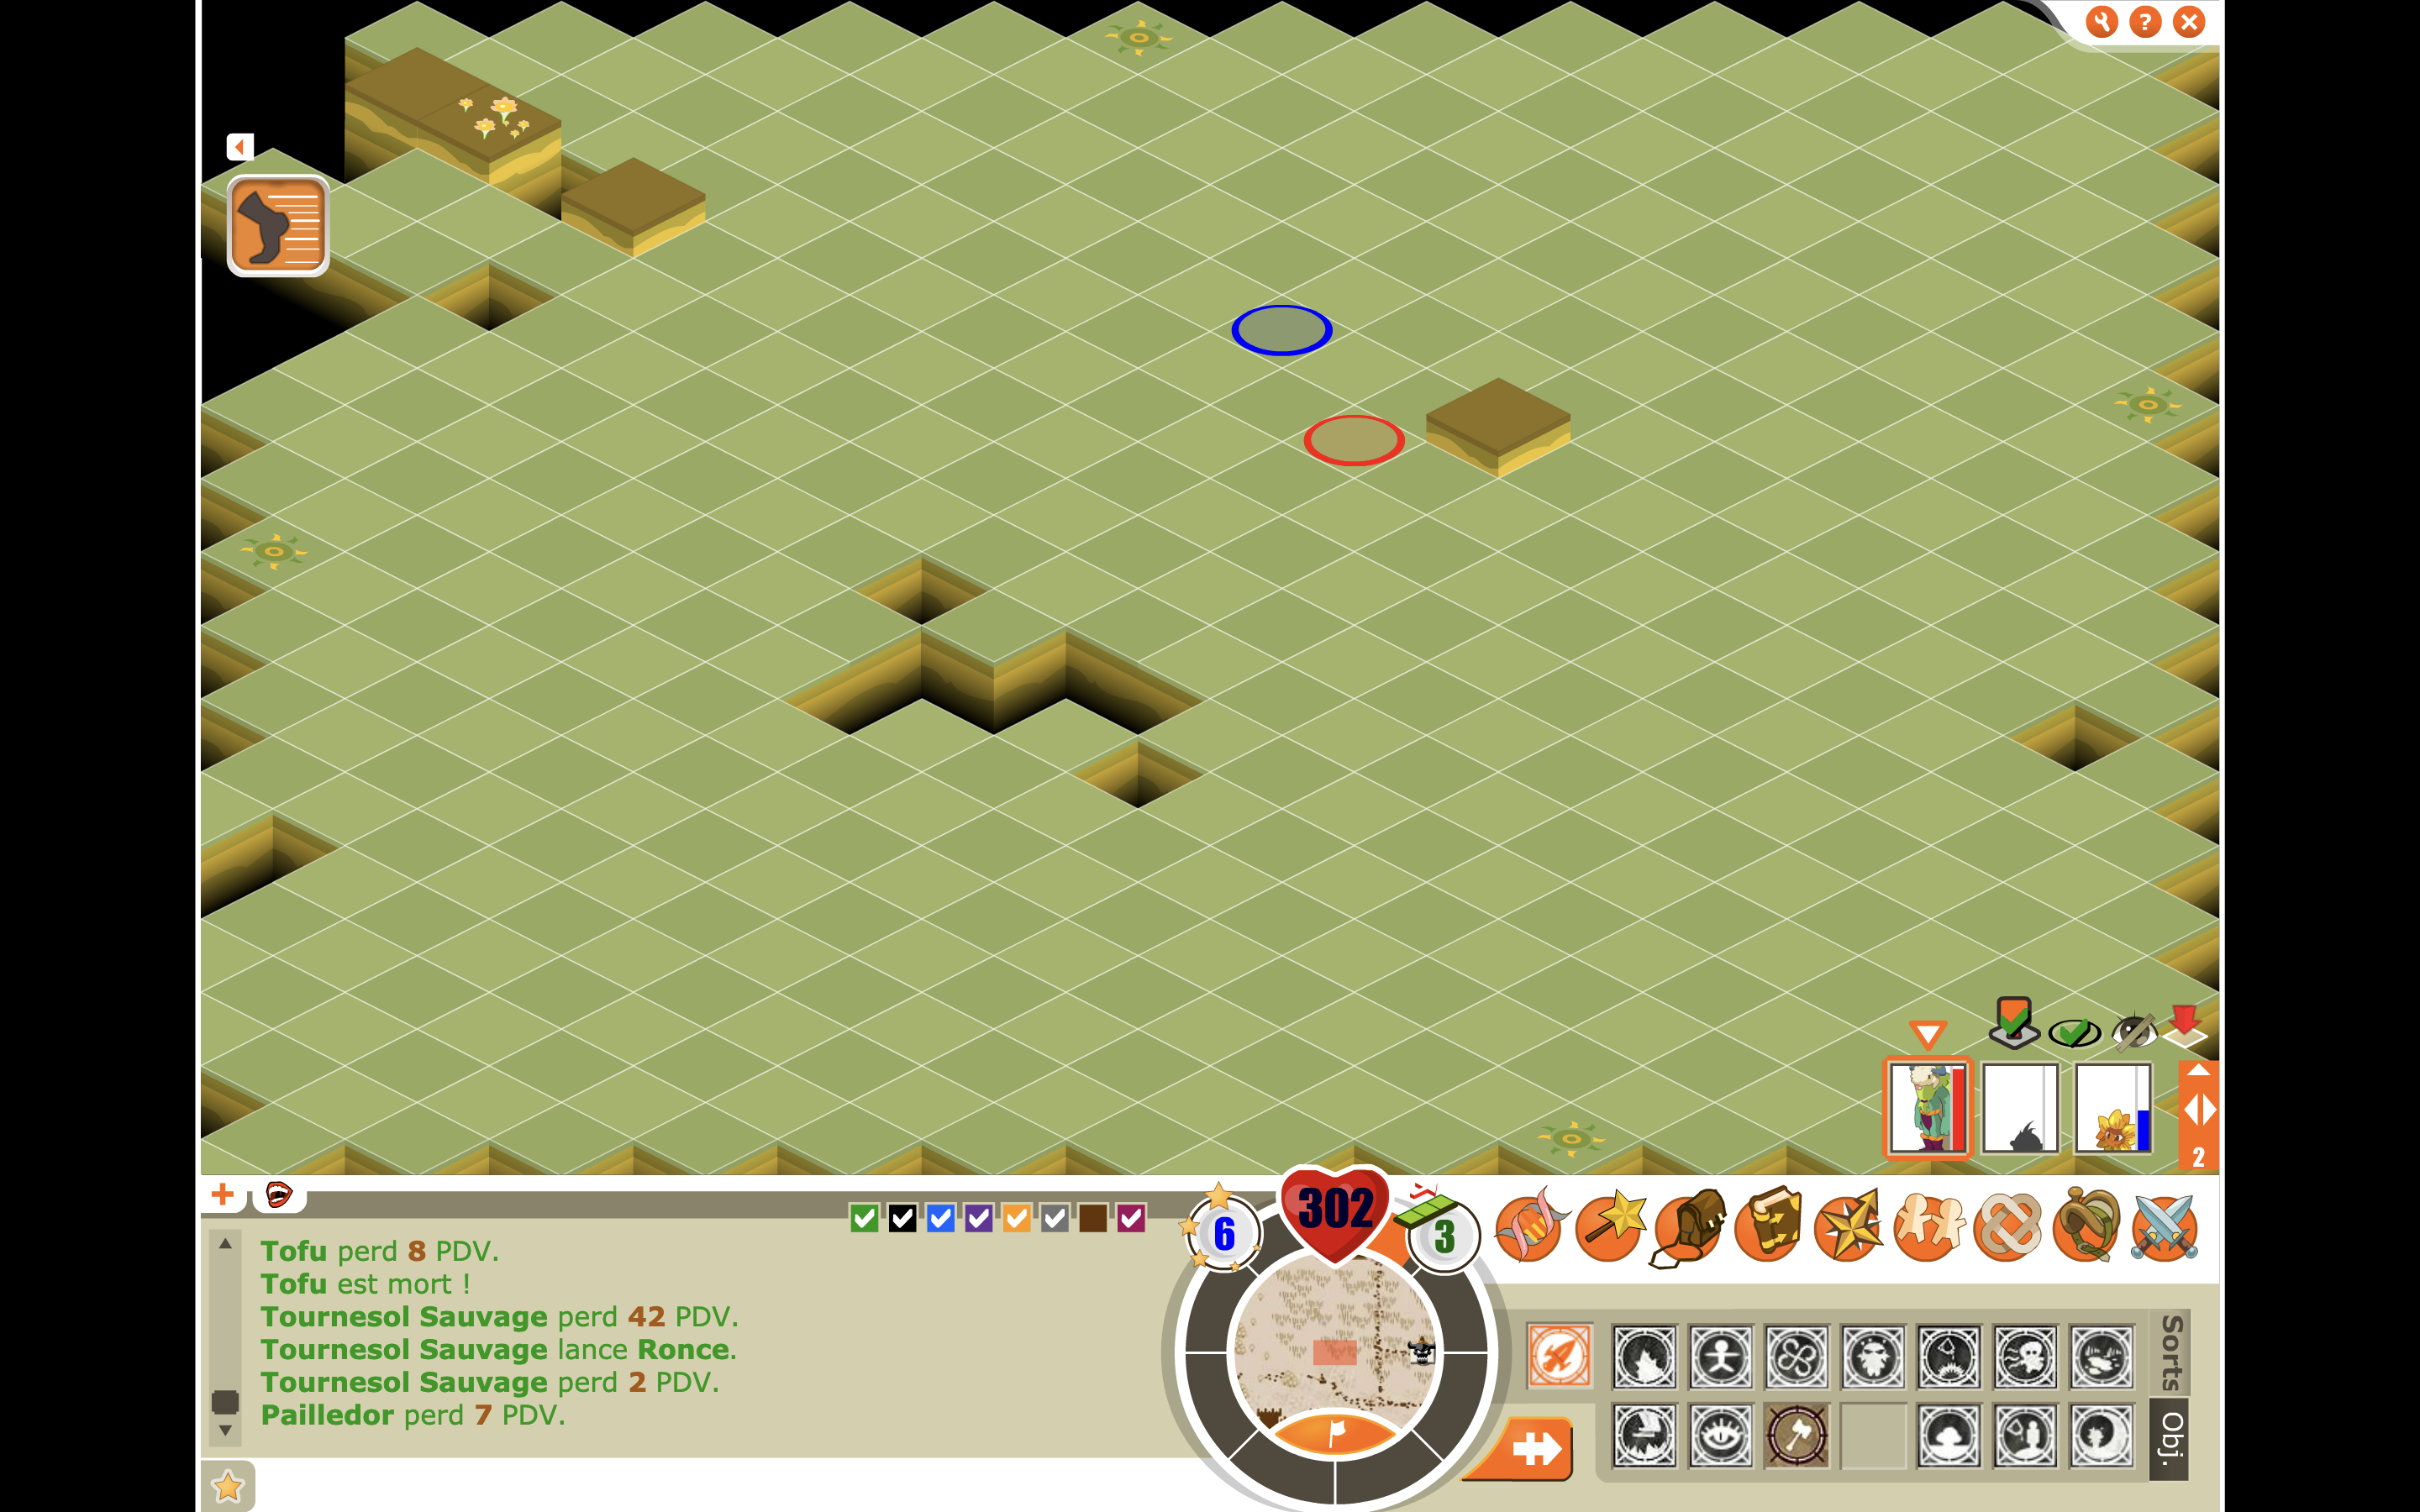 ?
2
302
6
3
Tofu perd 8 PDV.
Tofu est mort !
Tournesol Sauvage perd 42 PDV.
Tournesol Sauvage lance Ronce.
Tournesol Sauvage perd 2 PDV.
Pailledor perd 7 PDV.
Sorts
Obj.